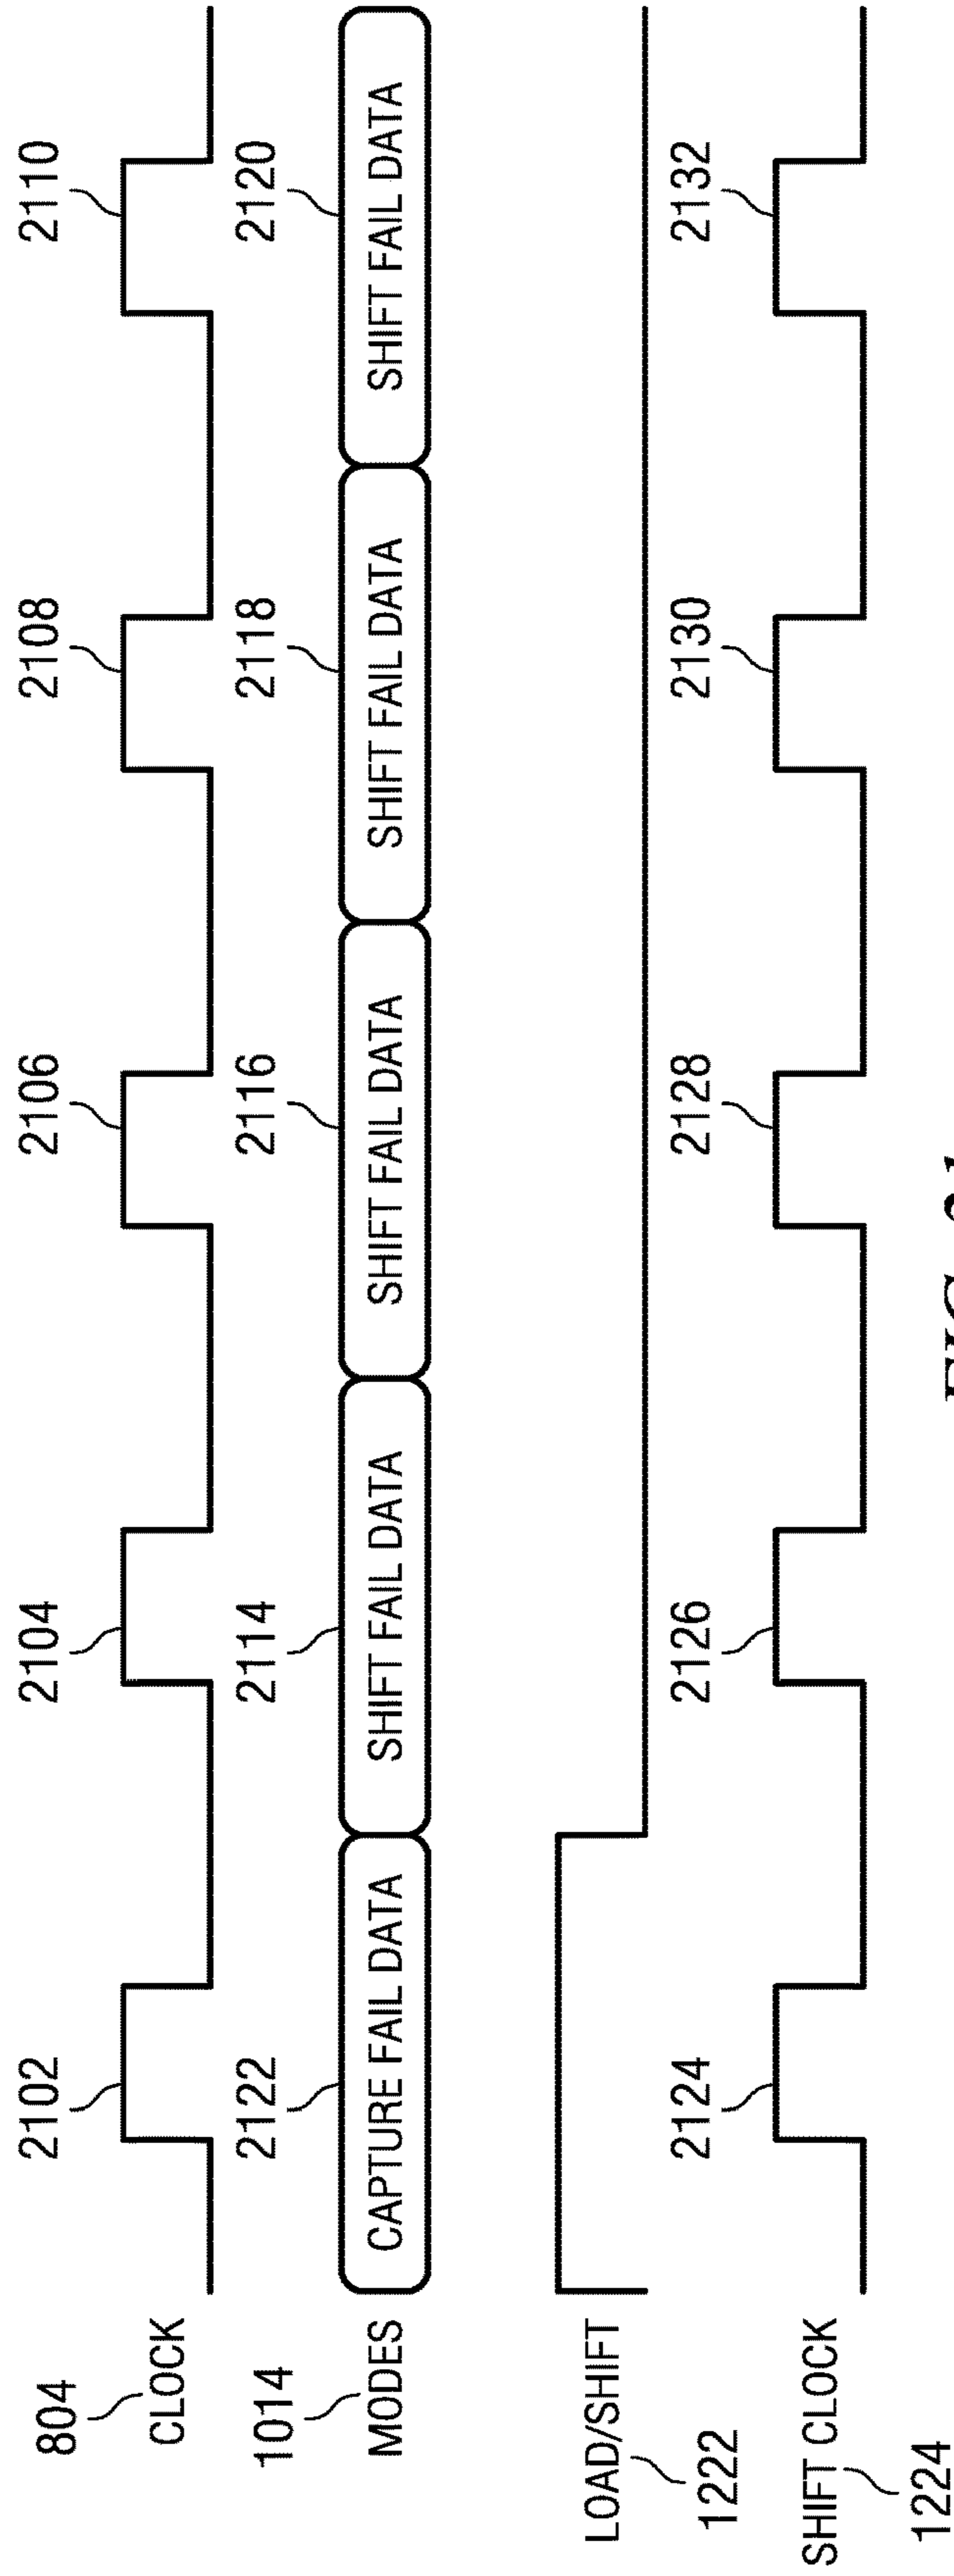 804
CLOCK
2102
2104
2106
2108
2110
1014
MODES
2122
2114
2116
2118
2120
CAPTURE FAIL DATA
SHIFT FAIL DATA
SHIFT FAIL DATA
SHIFT FAIL DATA
SHIFT FAIL DATA
LOAD/SHIFT
1222
2124
2126
2128
2130
2132
SHIFT CLOCK
1224